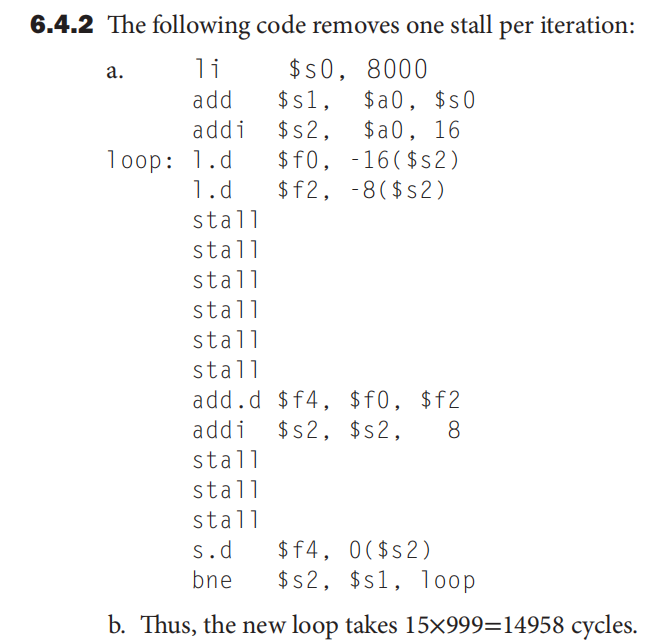 6.4.2 The following code removes one stall per iteration:
a. li $s0, 8000
add $s1, $a0, $s0
addi $s2, $a0, 16
loop: l.d $f0, -16($s2)
l.d $f2, -8($s2)
stall
stall
stall
stall
stall
stall
add.d $f4, $f0, $f2
addi $s2, $s2, 8
stall
stall
stall
s.d $f4, 0($s2)
bne $s2, $s1, loop
b. Thus, the new loop takes 15×999=14958 cycles.